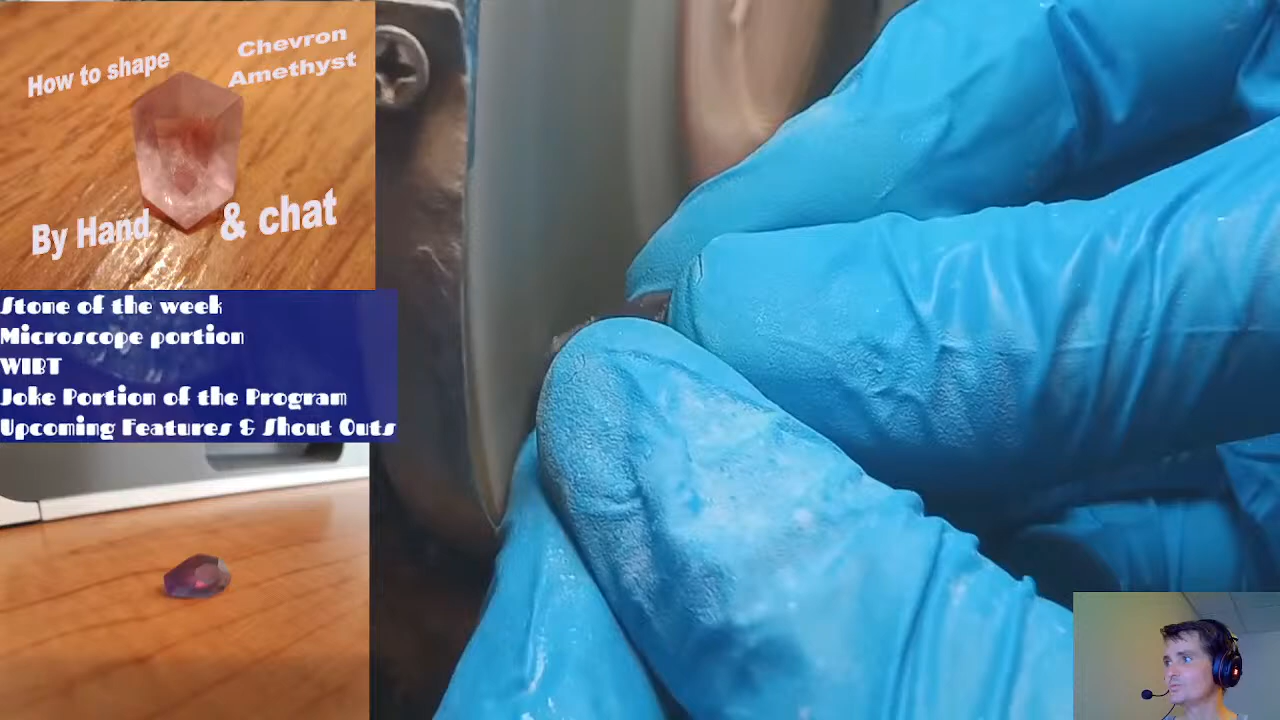 How to shape
Chevron
Amethyst
By Hand
& chat
Stone of the week
Microscope portion
WIBT
Joke Portion of the Program
Upcoming Features & Shout Outs